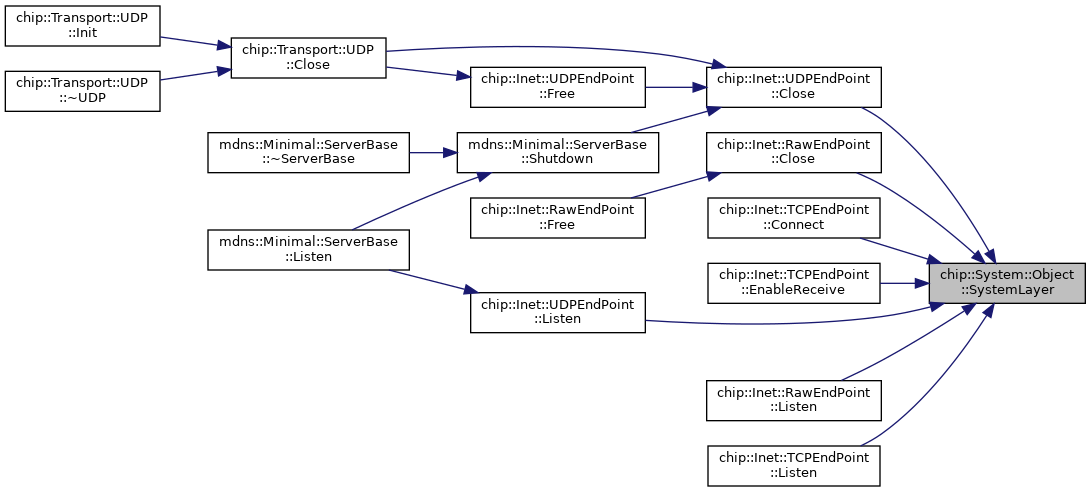 chip::Transport::UDP
::Init
chip::Transport::UDP
::~UDP
chip::Transport::UDP
::Close
chip::Inet::UDPEndPoint
::Free
chip::Inet::UDPEndPoint
::Close
mdns::Minimal::ServerBase
::~ServerBase
mdns::Minimal::ServerBase
::Shutdown
chip::Inet::RawEndPoint
::Close
chip::Inet::RawEndPoint
::Free
chip::Inet::TCPEndPoint
::Connect
mdns::Minimal::ServerBase
::Listen
chip::Inet::TCPEndPoint
::EnableReceive
chip::System::Object
::SystemLayer
chip::Inet::UDPEndPoint
::Listen
chip::Inet::RawEndPoint
::Listen
chip::Inet::TCPEndPoint
::Listen